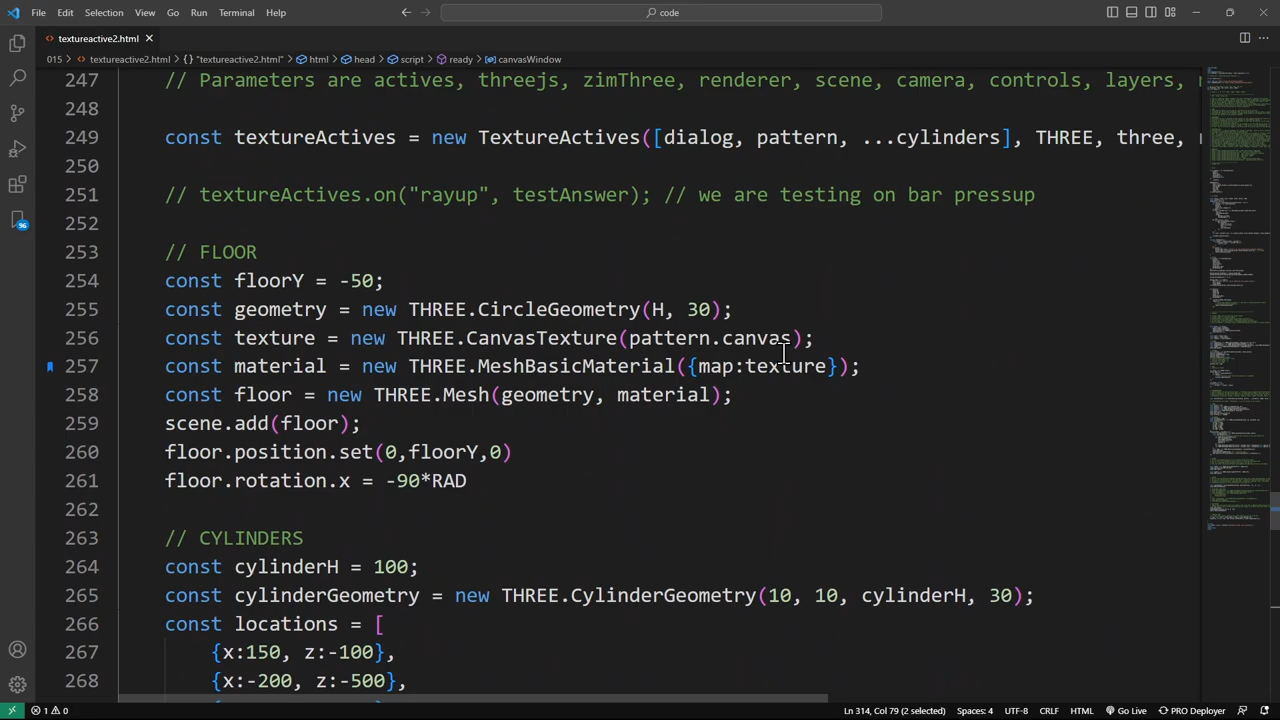 File Edit Selection View Go Run Terminal Help
code
textureactive2.html
015 > textureactive2.html > {} "textureactive2.html" > html > head > script > ready > canvasWindow
247 // Parameters are actives, threejs, zimThree, renderer, scene, camera, controls, layers,
248
249 const textureActives = new TextureActives([dialog, pattern, ...cylinders], THREE, three,
250
251 // textureActives.on("rayup", testAnswer); // we are testing on bar pressup
252
253 // FLOOR
254 const floorY = -50;
255 const geometry = new THREE.CircleGeometry(H, 30);
256 const texture = new THREE.CanvasTexture(pattern.canvas);
257 const material = new THREE.MeshBasicMaterial({map:texture});
258 const floor = new THREE.Mesh(geometry, material);
259 scene.add(floor);
260 floor.position.set(0,floorY,0)
261 floor.rotation.x = -90*RAD
262
263 // CYLINDERS
264 const cylinderH = 100;
265 const cylinderGeometry = new THREE.CylinderGeometry(10, 10, cylinderH, 30);
266 const locations = [
267 {x:150, z:-100},
268 {x:-200, z:-500},
96
1 0 Ln 314, Col 79 (2 selected) Spaces: 4 UTF-8 CRLF HTML Go Live PRO Deployer